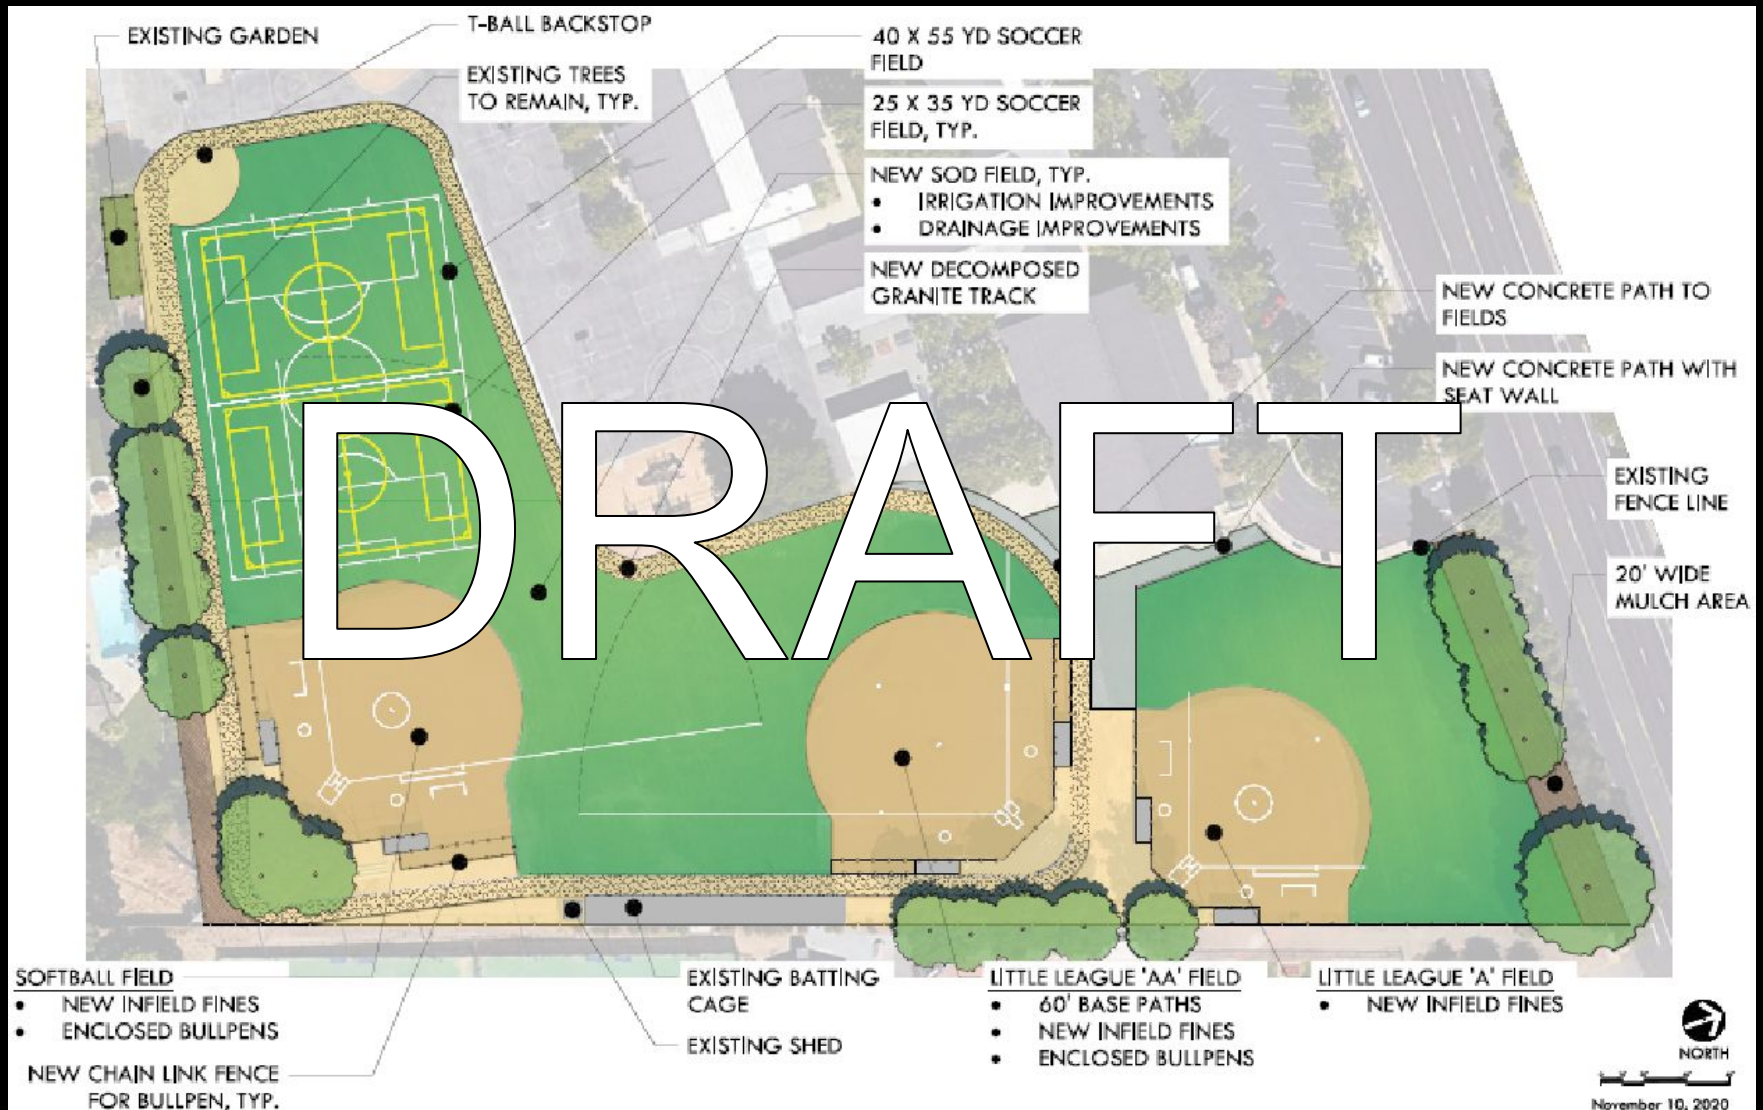 EXISTING GARDEN
T-BALL BACKSTOP
EXISTING TREES
TO REMAIN, TYP.
40 X 55 YD SOCCER
FIELD
25 X 35 YD SOCCER
FIELD, TYP.
NEW SOD FIELD, TYP.
• IRRIGATION IMPROVEMENTS
• DRAINAGE IMPROVEMENTS
NEW DECOMPOSED
GRANITE TRACK
NEW CONCRETE PATH TO
FIELDS
NEW CONCRETE PATH WITH
SEAT WALL
EXISTING
FENCE LINE
20' WIDE
MULCH AREA
DRAFT
SOFTBALL FIELD
• NEW INFIELD FINES
• ENCLOSED BULLPENS
NEW CHAIN LINK FENCE
FOR BULLPEN, TYP.
EXISTING BATTING
CAGE
EXISTING SHED
LITTLE LEAGUE 'AA' FIELD
• 60' BASE PATHS
• NEW INFIELD FINES
• ENCLOSED BULLPENS
LITTLE LEAGUE 'A' FIELD
• NEW INFIELD FINES
NORTH
November 10, 2020